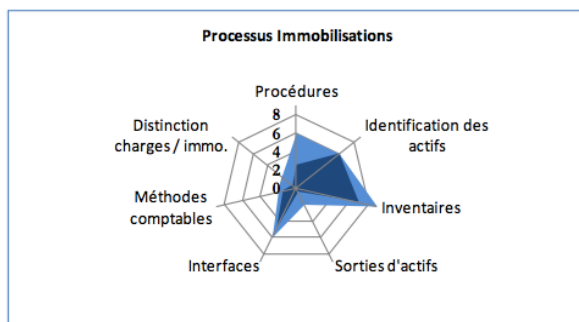 Processus Immobilisations
Procédures
8
6
4
2
0
Distinction
charges / immo.
Identification des
actifs
Méthodes
comptables
Inventaires
Interfaces
Sorties d'actifs